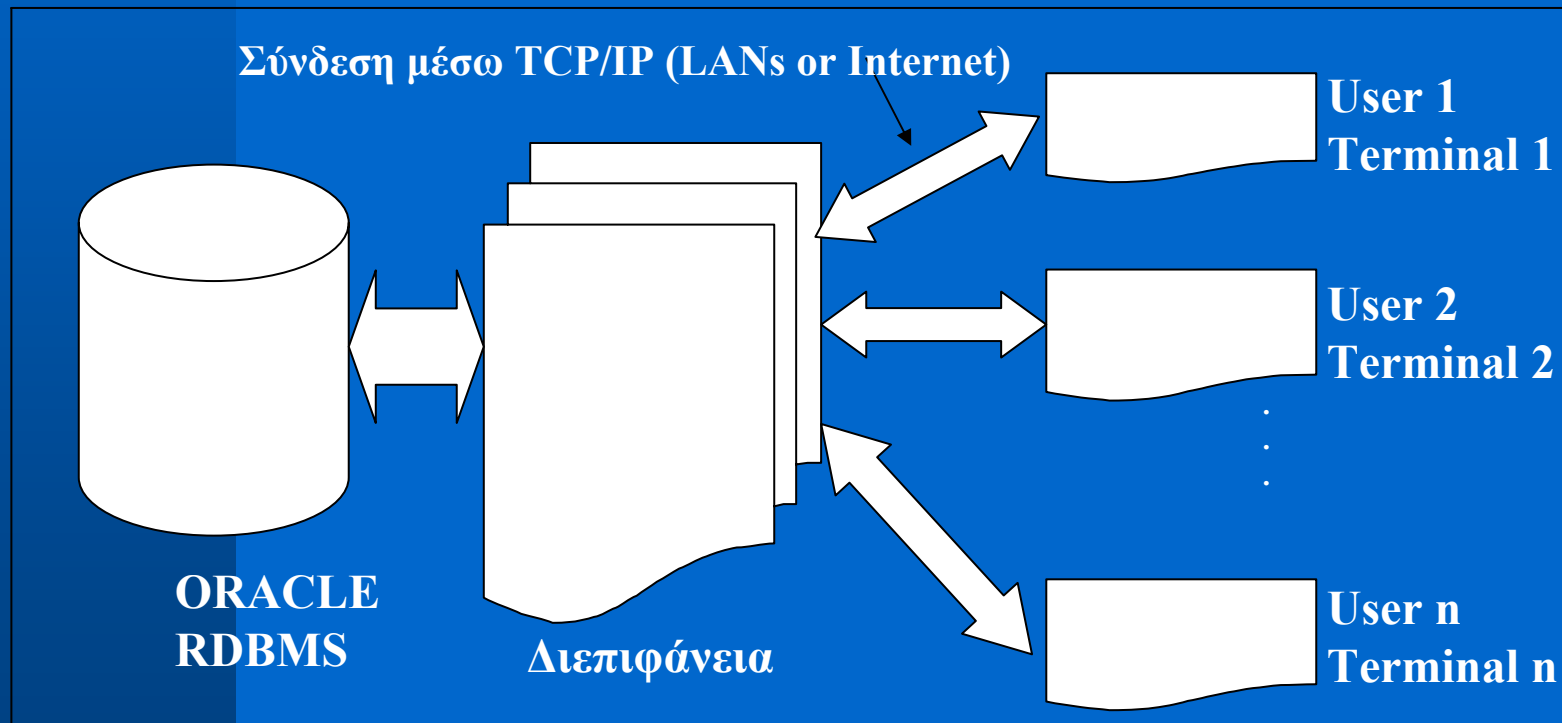 Σύνδεση μέσω TCP/IP (LANs or Internet)
User 1
Terminal 1
User 2
Terminal 2
.
.
.
ORACLE
RDBMS
Διεπιφάνεια
User n
Terminal n